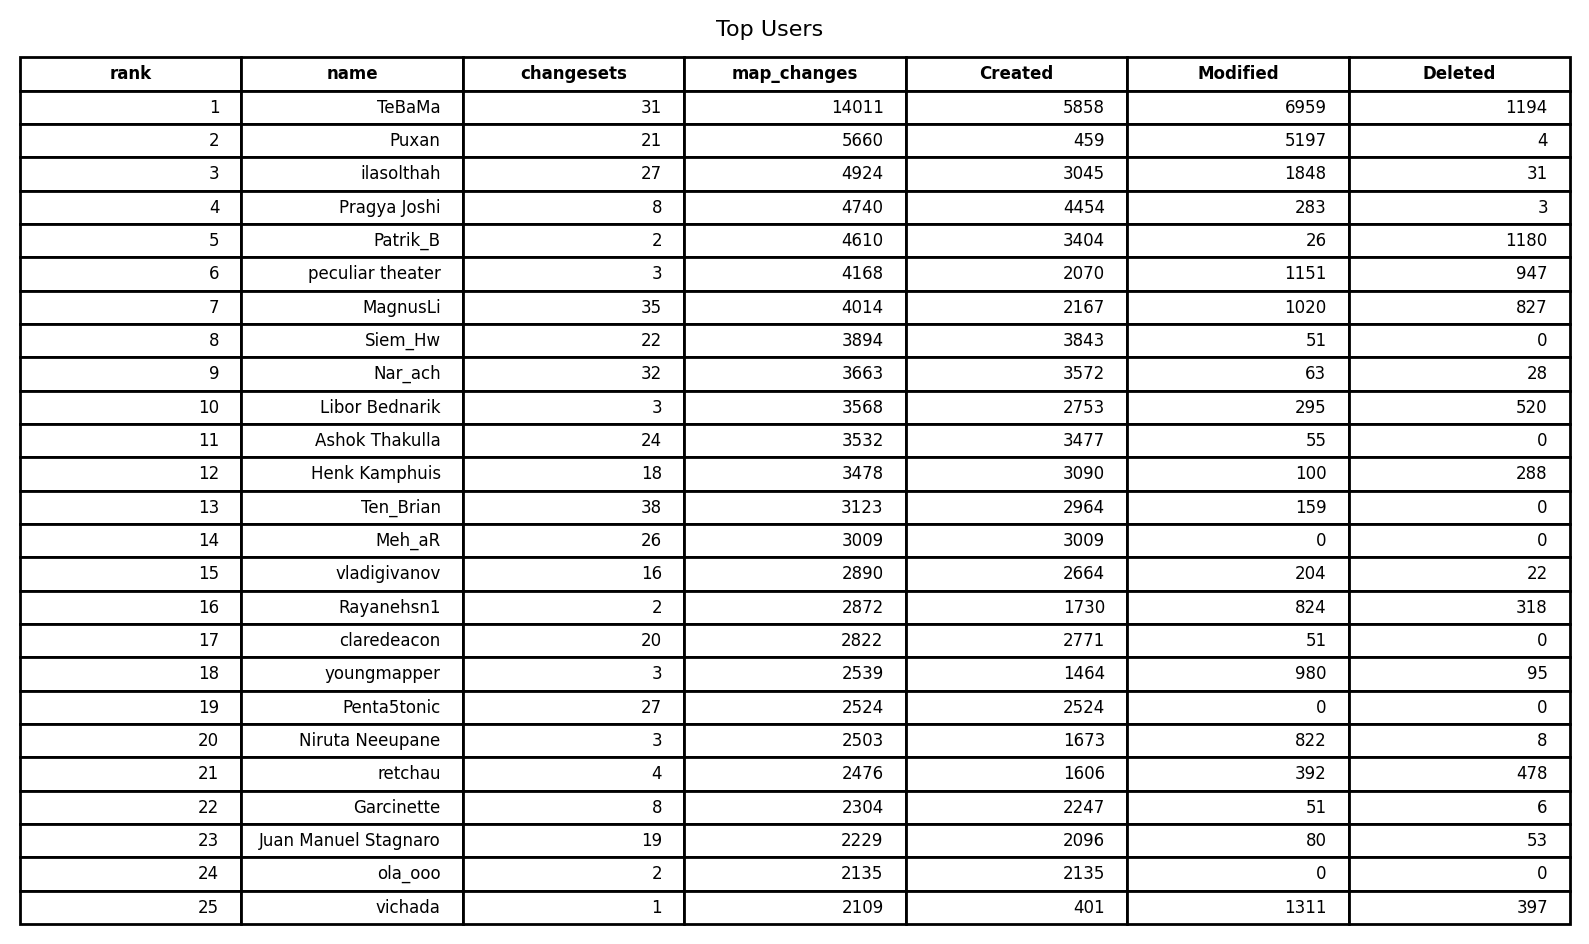 Top Users
rank name changesets map_changes Created Modified Deleted
1 TeBaMa 31 14011 5858 6959 1194
2 Puxan 21 5660 459 5197 4
3 ilasolthah 27 4924 3045 1848 31
4 Pragya Joshi 8 4740 4454 283 3
5 Patrik_B 2 4610 3404 26 1180
6 peculiar theater 3 4168 2070 1151 947
7 MagnusLi 35 4014 2167 1020 827
8 Siem_Hw 22 3894 3843 51 0
9 Nar_ach 32 3663 3572 63 28
10 Libor Bednarik 3 3568 2753 295 520
11 Ashok Thakulla 24 3532 3477 55 0
12 Henk Kamphuis 18 3478 3090 100 288
13 Ten_Brian 38 3123 2964 159 0
14 Meh_aR 26 3009 3009 0 0
15 vladigivanov 16 2890 2664 204 22
16 Rayanehsn1 2 2872 1730 824 318
17 claredeacon 20 2822 2771 51 0
18 youngmapper 3 2539 1464 980 95
19 Penta5tonic 27 2524 2524 0 0
20 Niruta Neeupane 3 2503 1673 822 8
21 retchau 4 2476 1606 392 478
22 Garcinette 8 2304 2247 51 6
23 Juan Manuel Stagnaro 19 2229 2096 80 53
24 ola_ooo 2 2135 2135 0 0
25 vichada 1 2109 401 1311 397